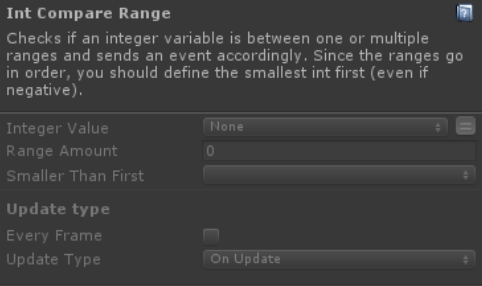 Int Compare Range
Checks if an integer variable is between one or multiple
ranges and sends an event accordingly. Since the ranges go
in order, you should define the smallest int first (even if
negative).
Integer Value None
Range Amount 0
Smaller Than First
Update type
Every Frame
Update Type On Update